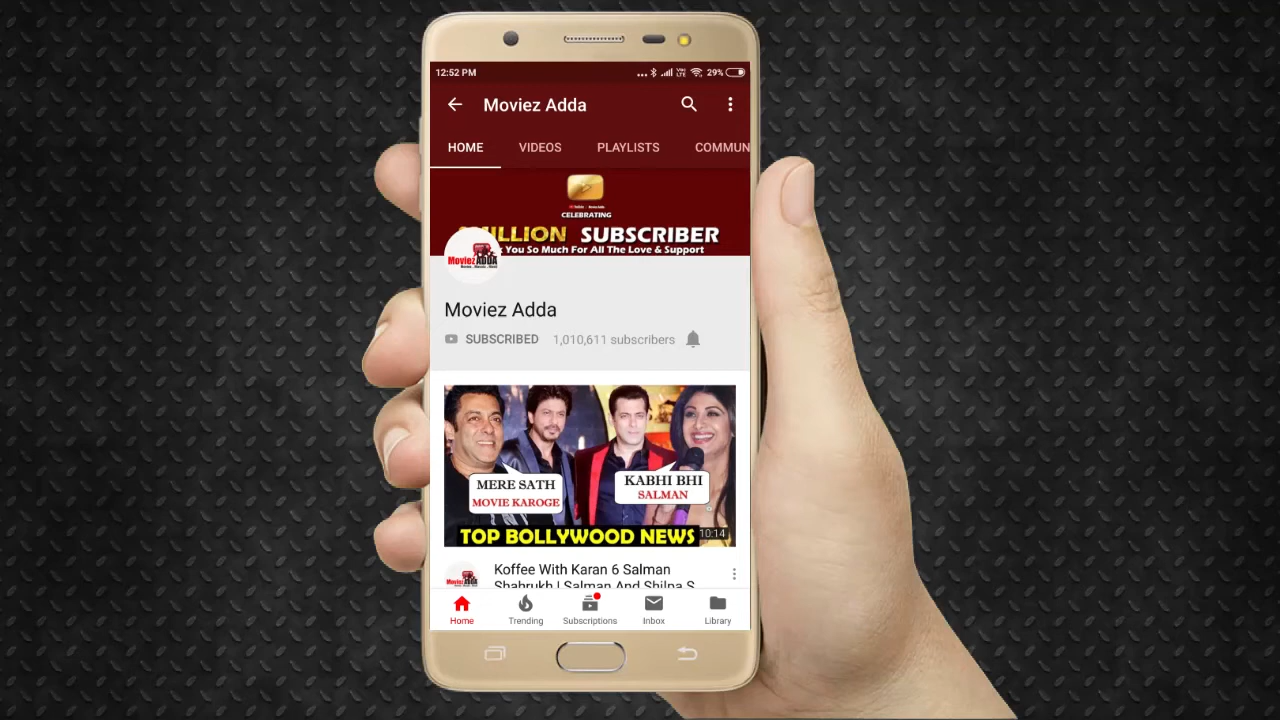 12:52 PM
29%
Moviez Adda
HOME VIDEOS PLAYLISTS COMMUN
CELEBRATING
SUBSCRIBER
You So Much For All The Love & Support
Moviez ADDA
Moviez Adda
SUBSCRIBED 1,010,611 subscribers
MERE SATH
MOVIE KAROGE
KABHI BHI
SALMAN
TOP BOLLYWOOD NEWS
10:14
Koffee With Karan 6 Salman
Shahrukh | Salman And Shilpa S
Home Trending Subscriptions Inbox Library